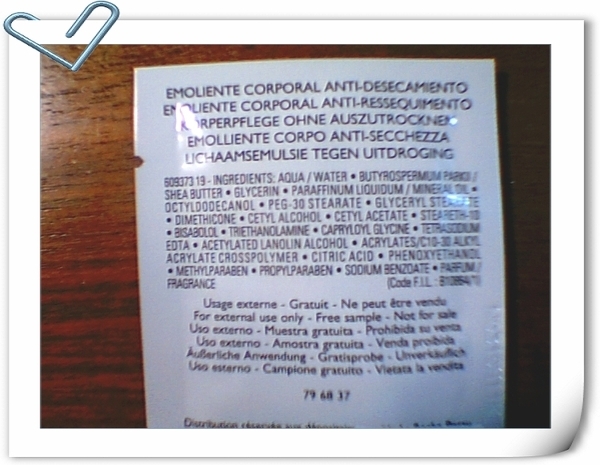 EMOLIENTE CORPORAL ANTI-DESECAMIENTO
EMOLIENTE CORPORAL ANTI-RESSEQUIMENTO
KÖRPERPFLEGE OHNE AUSZUTROCKNEN
EMOLLIENTE CORPO ANTI-SECCHEZZA
LICHAAMSEMULSIE TEGEN UITDROGING
609373 19 - INGREDIENTS: AQUA / WATER • BUTYROSPERMUM PARKII /
SHEA BUTTER • GLYCERIN • PARAFFINUM LIQUIDUM / MINERAL OIL •
OCTYLDODECANOL • PEG-30 STEARATE • GLYCERYL STEARATE
• DIMETHICONE • CETYL ALCOHOL • CETYL ACETATE • STEARETH-10
• BISABOLOL • TRIETHANOLAMINE • CAPRYLOYL GLYCINE • TETRASODIUM
EDTA • ACETYLATED LANOLIN ALCOHOL • ACRYLATES/C10-30 ALKYL
ACRYLATE CROSSPOLYMER • CITRIC ACID • PHENOXYETHANOL
• METHYLPARABEN • PROPYLPARABEN • SODIUM BENZOATE • PARFUM /
FRAGRANCE (Code F.I.L.:
Usage externe - Gratuit - Ne peut être vendu
For external use only - Free sample - Not for sale
Uso externo - Muestra gratuita - Prohibida su venta
Uso externo - Amostra gratuita - Venda proibida
Äußerliche Anwendung - Gratisprobe - Unverkäuflich
Uso esterno - Campione gratuito - Vietata la vendita
79 68 37
Distribution réservée aux